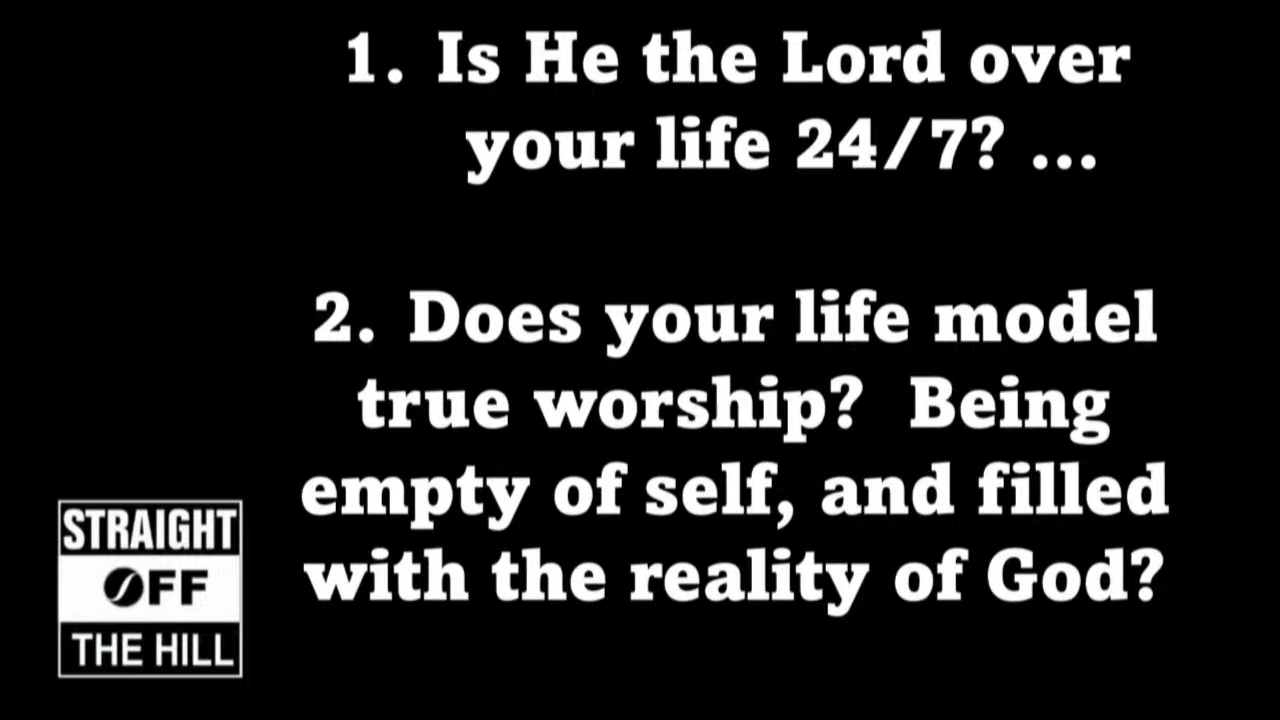 1. Is He the Lord over
your life 24/7? ...
2. Does your life model
true worship?  Being
empty of self, and filled
with the reality of God?
STRAIGHT
OFF
THE HILL